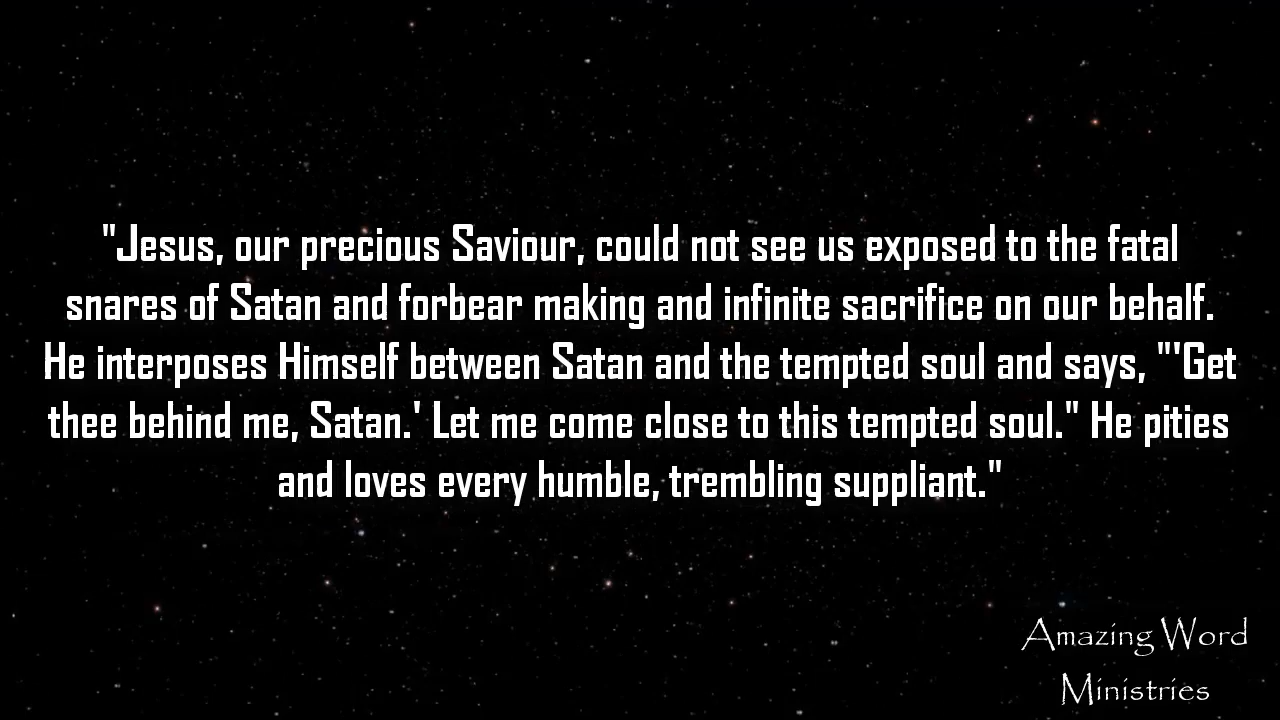 "Jesus, our precious Saviour, could not see us exposed to the fatal
snares of Satan and forbear making and infinite sacrifice on our behalf.
He interposes Himself between Satan and the tempted soul and says, "'Get
thee behind me, Satan.' Let me come close to this tempted soul." He pities
and loves every humble, trembling suppliant."
Amazing Word
Ministries